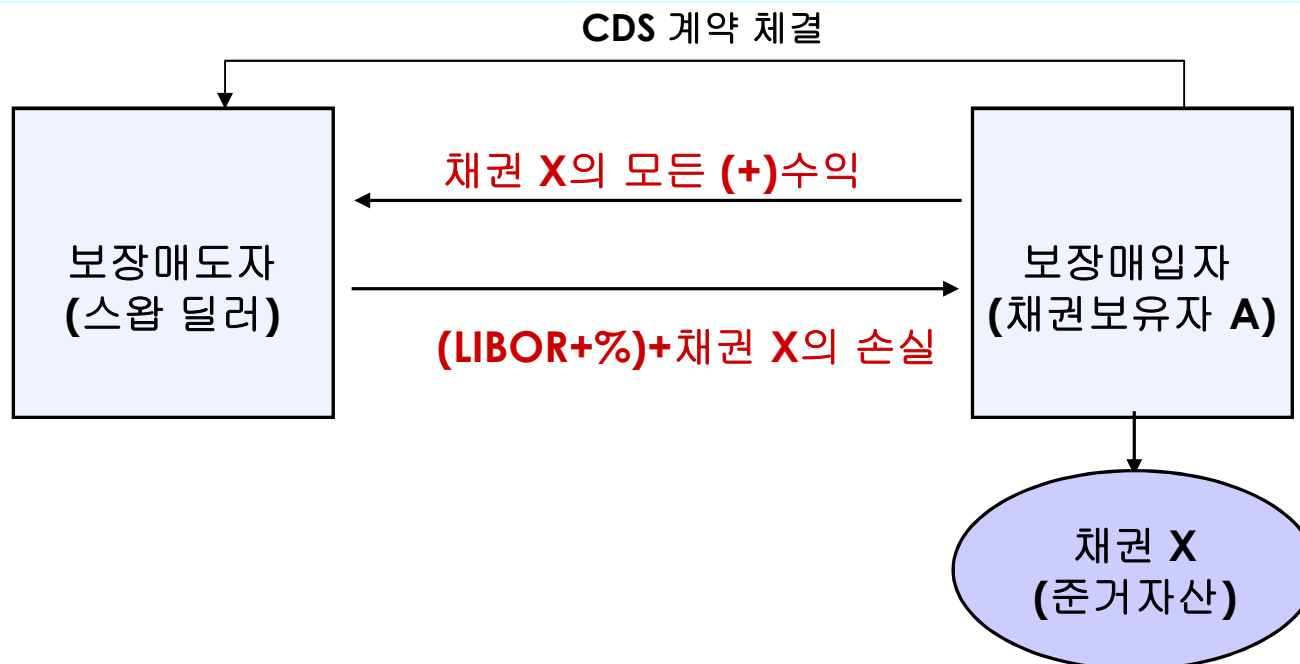 CDS 계약 체결
채권 X의 모든 (+)수익
보장매도자
(스왑 딜러)
보장매입자
(채권보유자 A)
(LIBOR+%)+채권 X의 손실
채권 X
(준거자산)